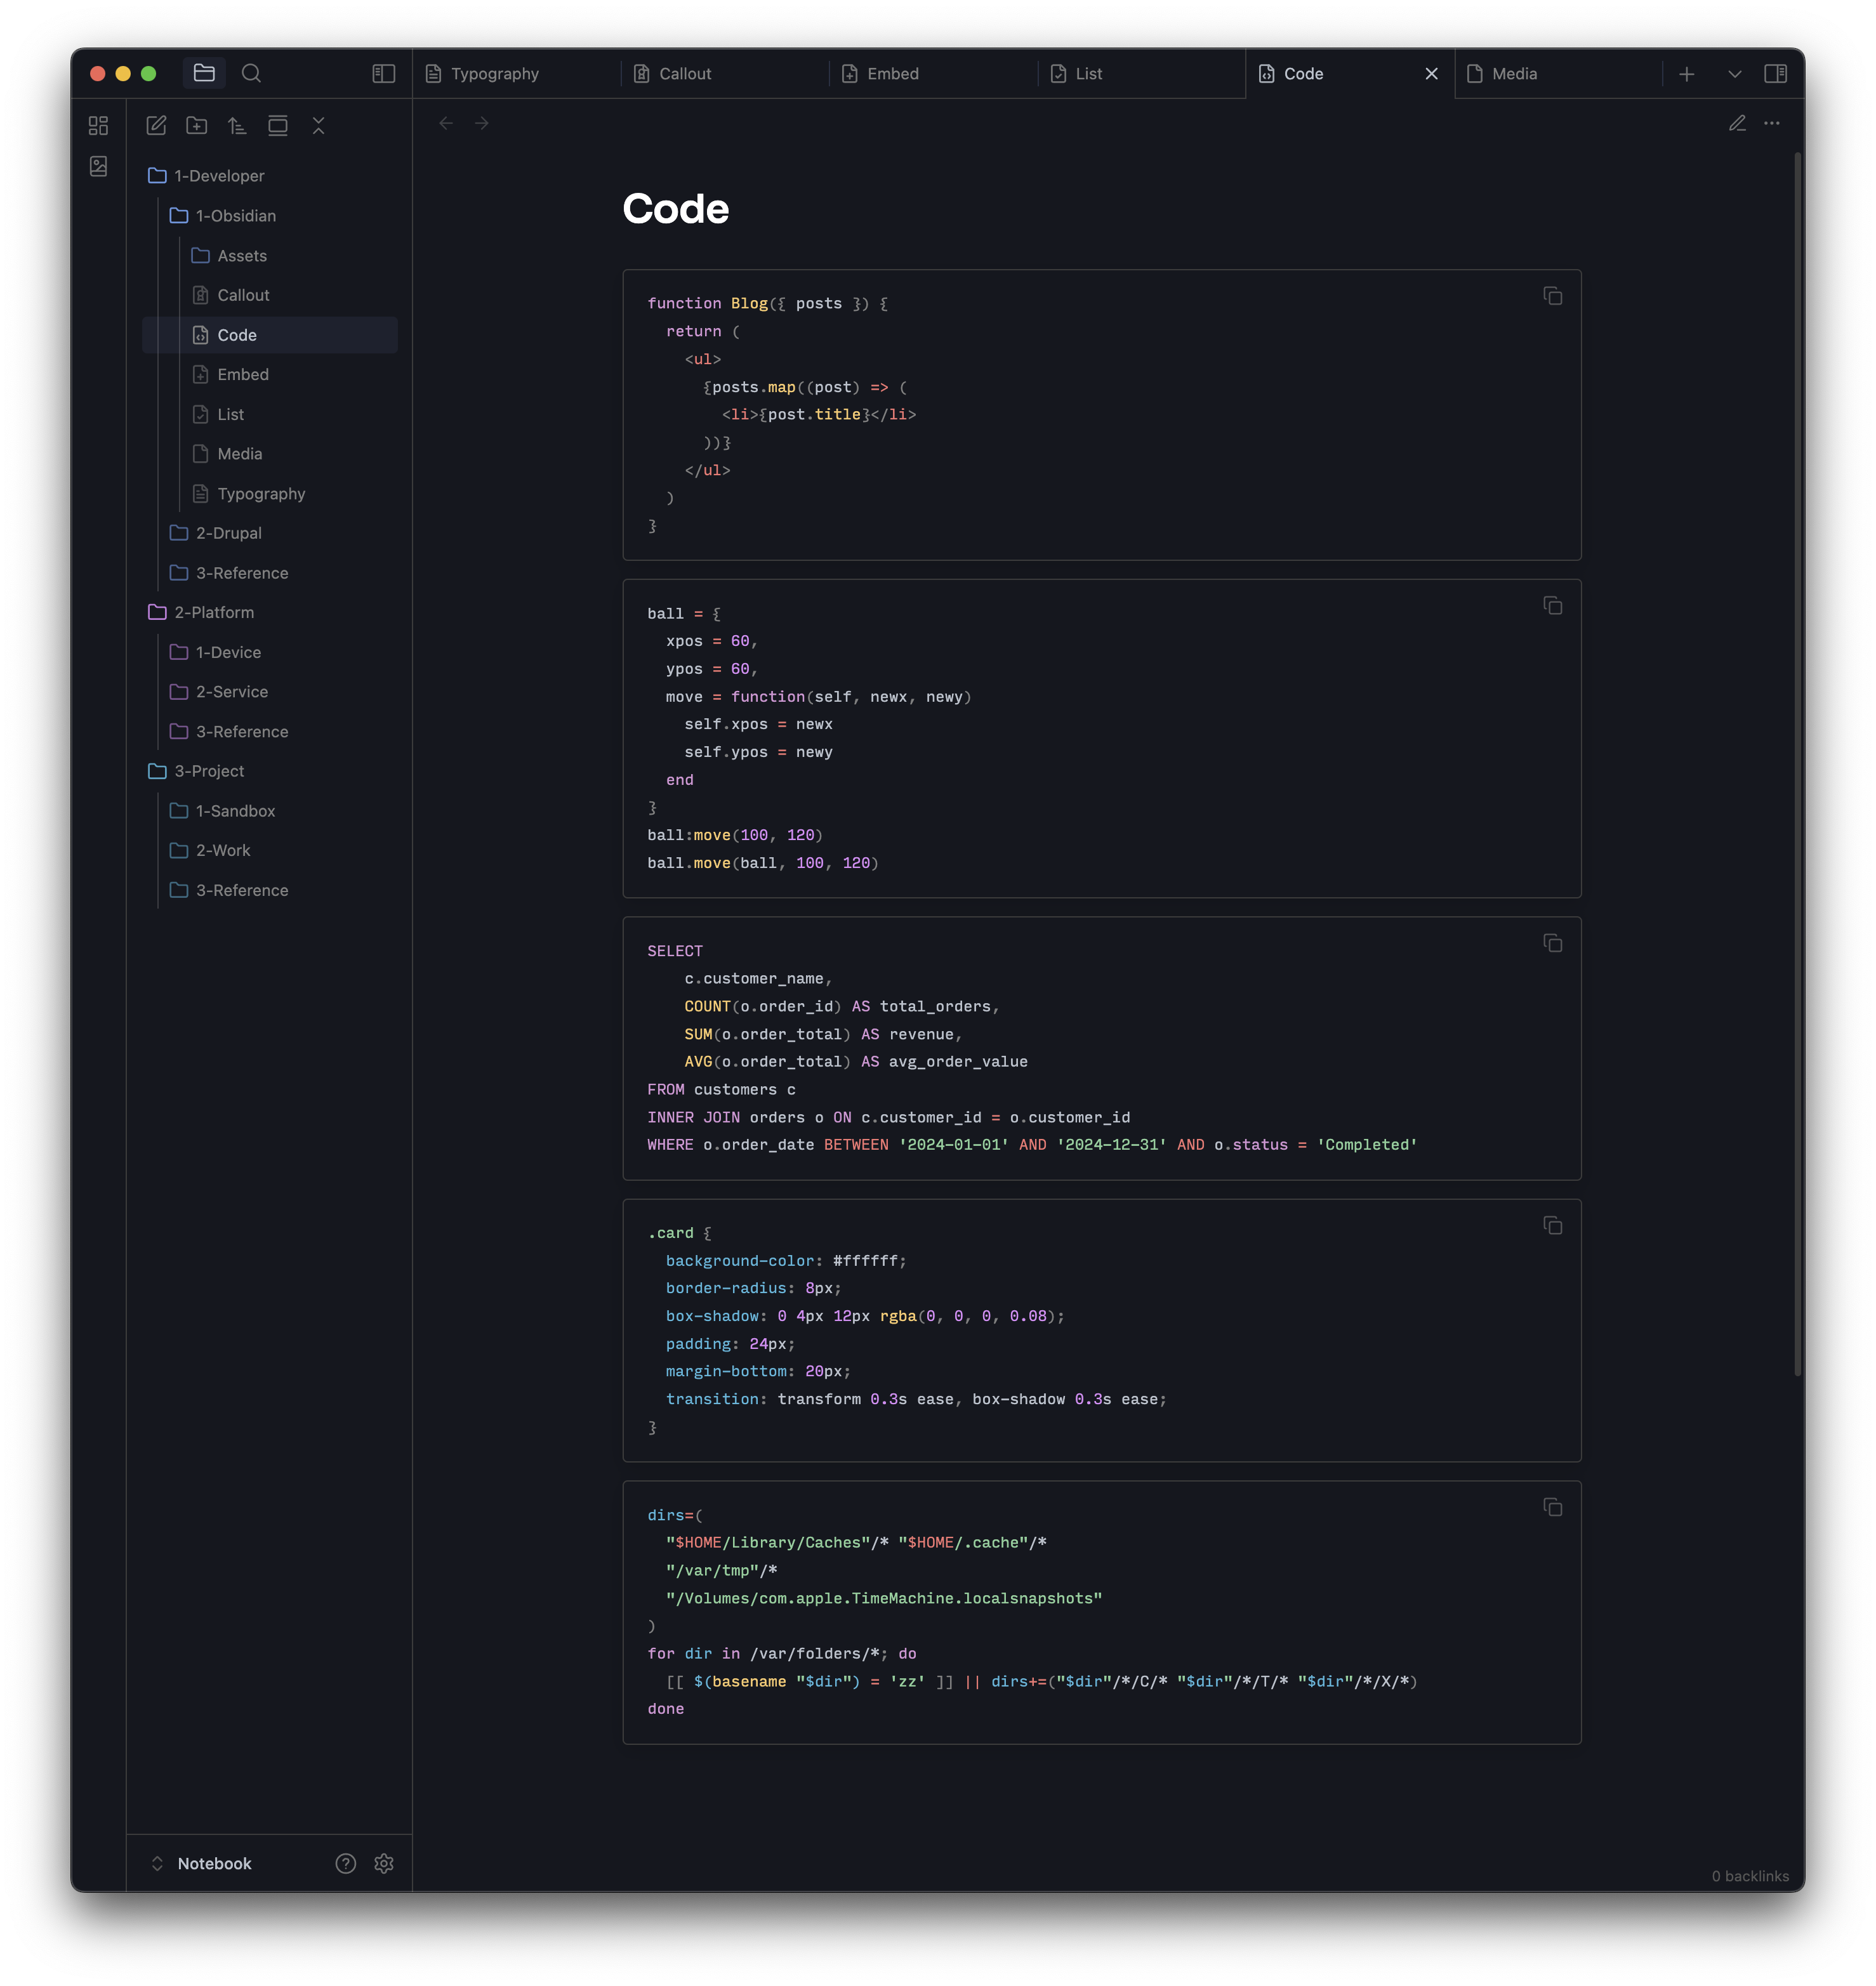 Typography
Callout
Embed
List
Code
Media
1-Developer
1-Obsidian
Assets
Callout
Code
Embed
List
Media
Typography
2-Drupal
3-Reference
2-Platform
1-Device
2-Service
3-Reference
3-Project
1-Sandbox
2-Work
3-Reference
Notebook
Code
function Blog({ posts }) {
  return (
    <ul>
      {posts.map((post) => (
        <li>{post.title}</li>
      ))}
    </ul>
  )
}
ball = {
  xpos = 60,
  ypos = 60,
  move = function(self, newx, newy)
    self.xpos = newx
    self.ypos = newy
  end
}
ball:move(100, 120)
ball.move(ball, 100, 120)
SELECT
    c.customer_name,
    COUNT(o.order_id) AS total_orders,
    SUM(o.order_total) AS revenue,
    AVG(o.order_total) AS avg_order_value
FROM customers c
INNER JOIN orders o ON c.customer_id = o.customer_id
WHERE o.order_date BETWEEN '2024-01-01' AND '2024-12-31' AND o.status = 'Completed'
.card {
  background-color: #ffffff;
  border-radius: 8px;
  box-shadow: 0 4px 12px rgba(0, 0, 0, 0.08);
  padding: 24px;
  margin-bottom: 20px;
  transition: transform 0.3s ease, box-shadow 0.3s ease;
}
dirs=(
  "$HOME/Library/Caches"/* "$HOME/.cache"/*
  "/var/tmp"/*
  "/Volumes/com.apple.TimeMachine.localsnapshots"
)
for dir in /var/folders/*; do
  [[ $(basename "$dir") = 'zz' ]] || dirs+=("$dir"/*/C/* "$dir"/*/T/* "$dir"/*/X/*)
done
0 backlinks